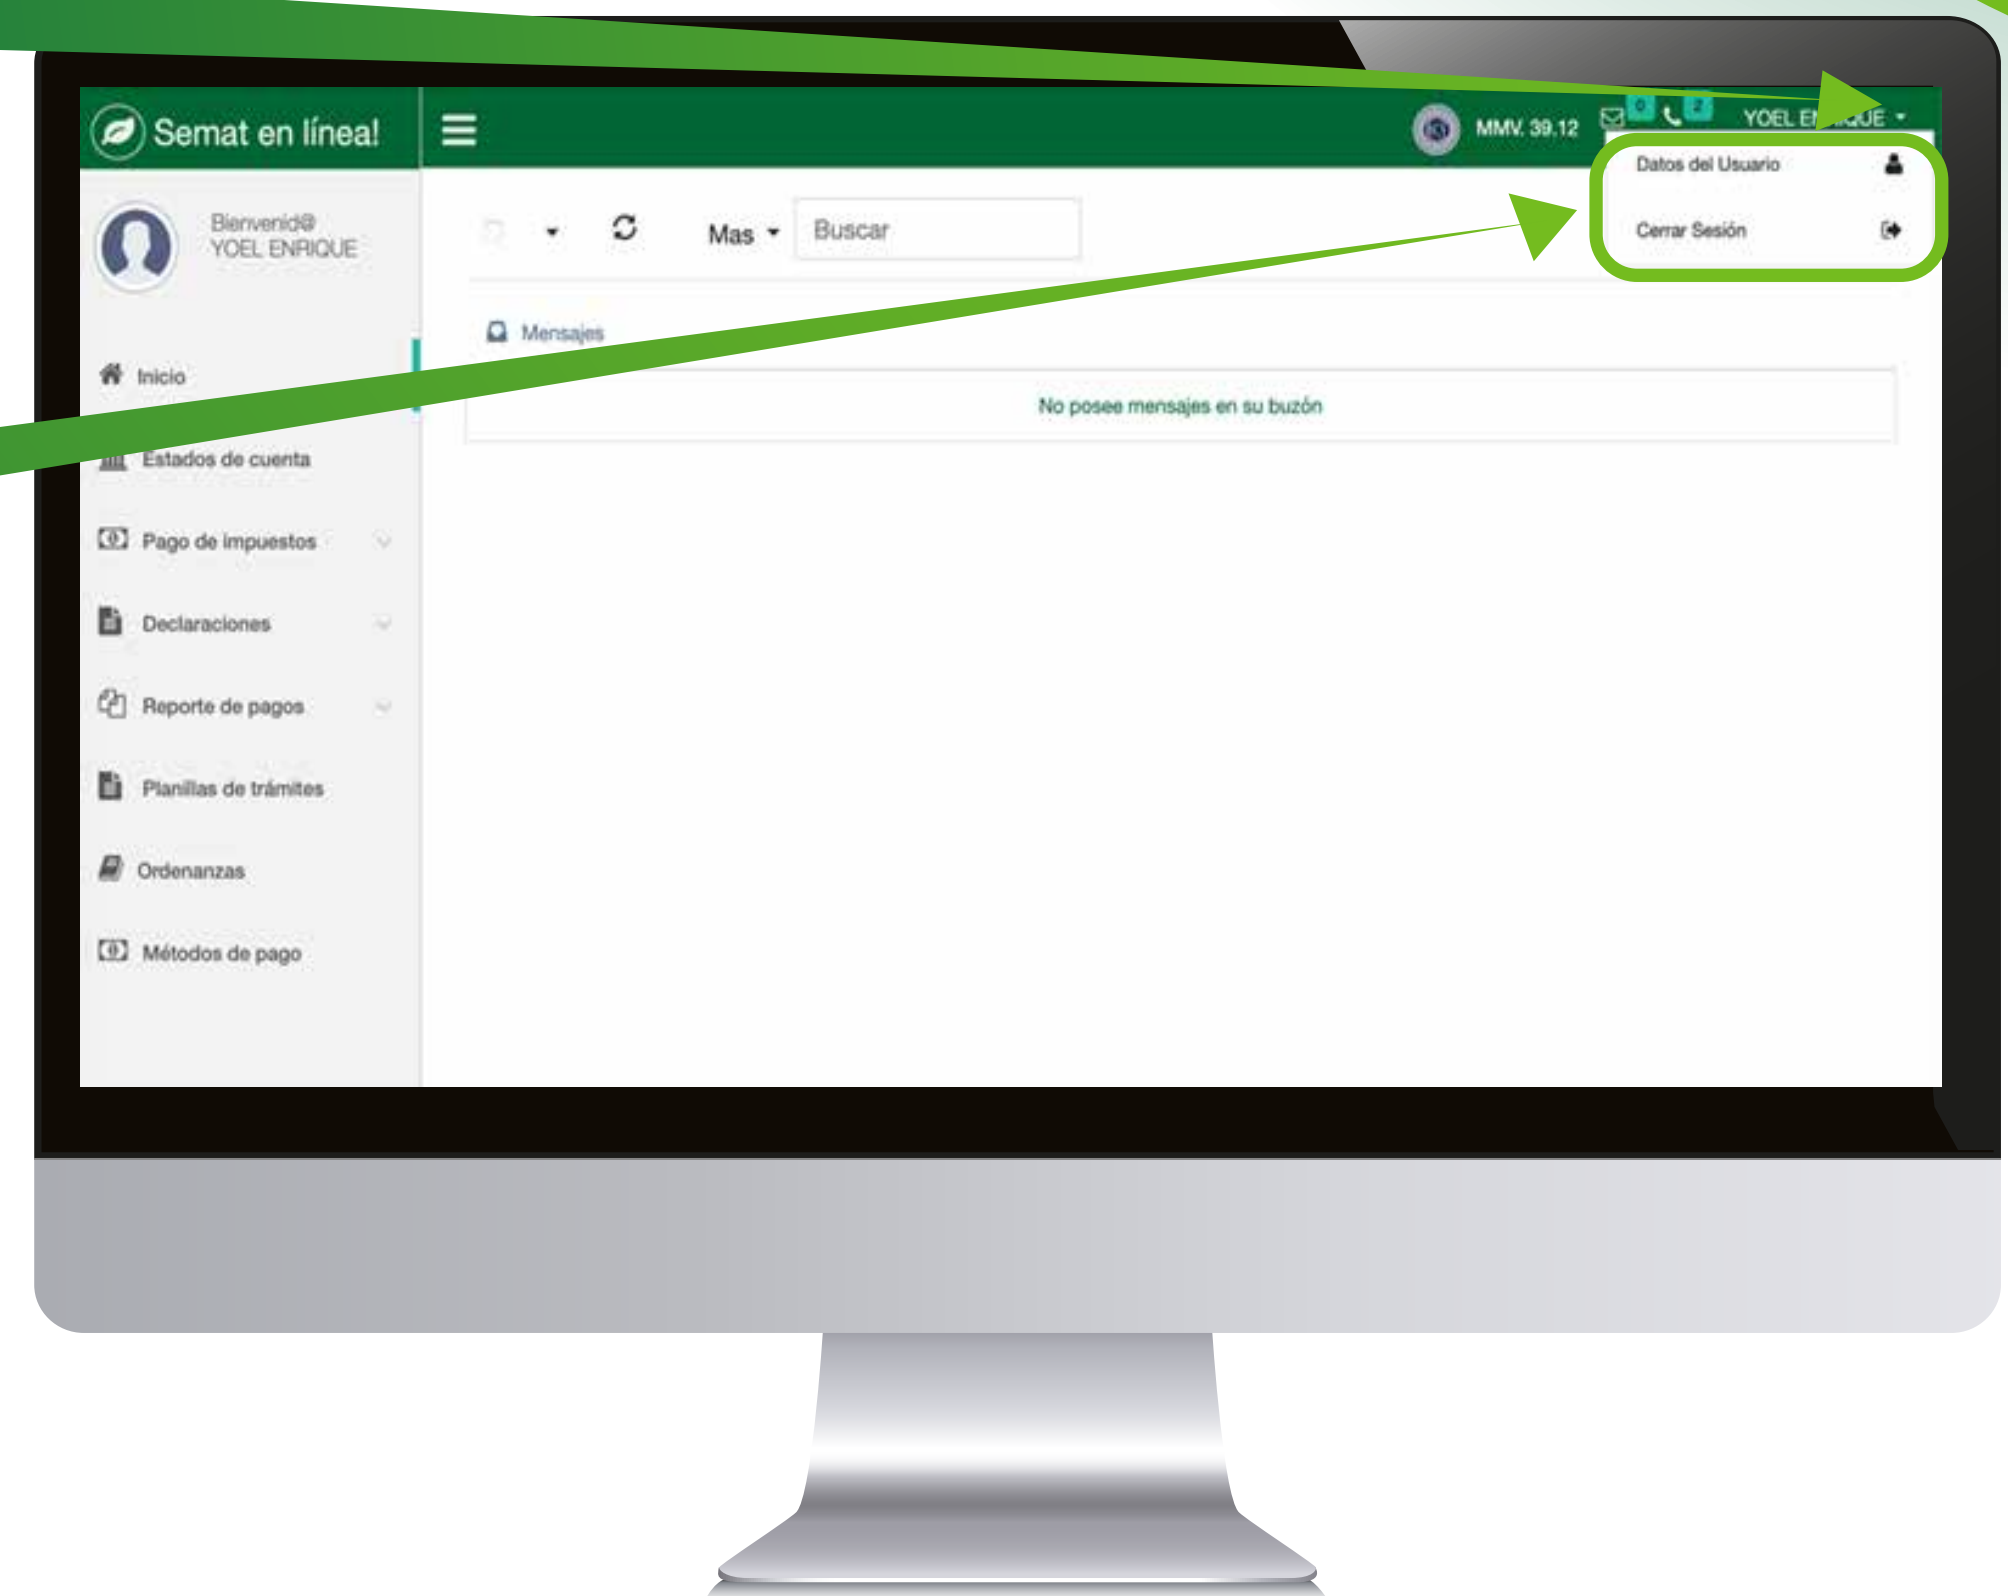 Semat en línea!
MMV. 39.12
0
2
YOEL ENRIQUE
Datos del Usuario
Cerrar Sesión
Bienvenid@
YOEL ENRIQUE
Mas
Buscar
Mensajes
No posee mensajes en su buzón
Inicio
Estados de cuenta
Pago de impuestos
Declaraciones
Reporte de pagos
Planillas de trámites
Ordenanzas
Métodos de pago